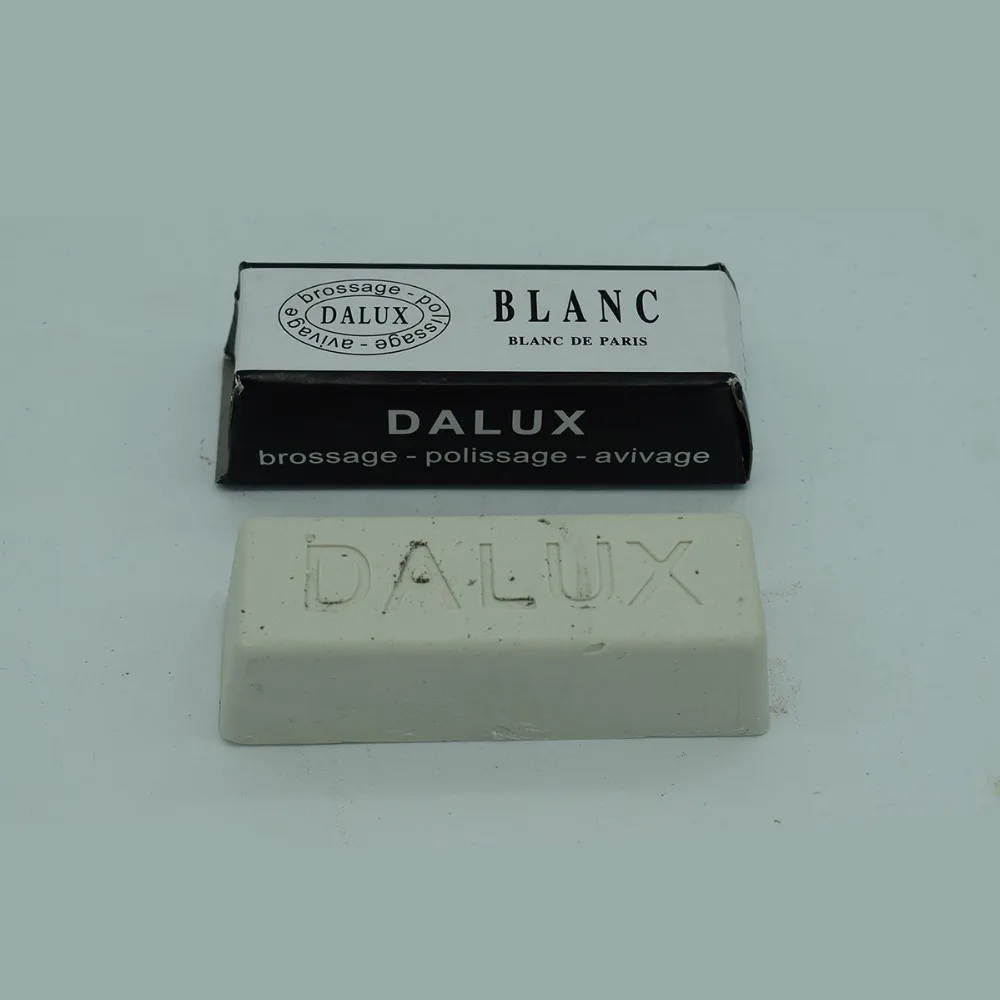 brossage - polissage - avivage
DALUX
BLANC
BLANC DE PARIS
DALUX
brossage - polissage - avivage
DALUX